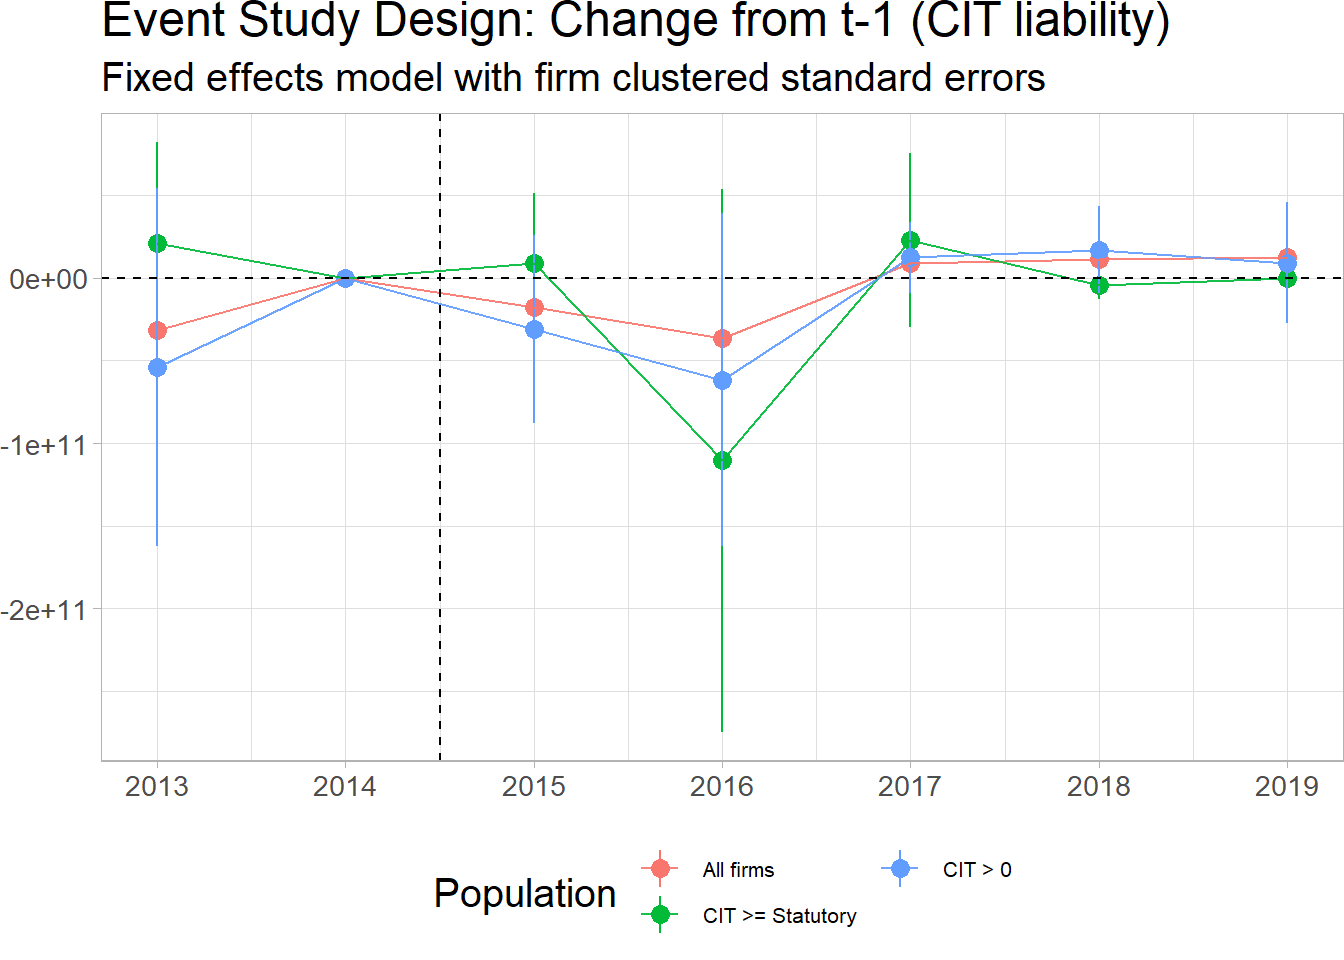 Event Study Design: Change from t-1 (CIT liability)
Fixed effects model with firm clustered standard errors
0e+00
-1e+11
-2e+11
2013 2014 2015 2016 2017 2018 2019
Population
All firms
CIT >= Statutory
CIT > 0